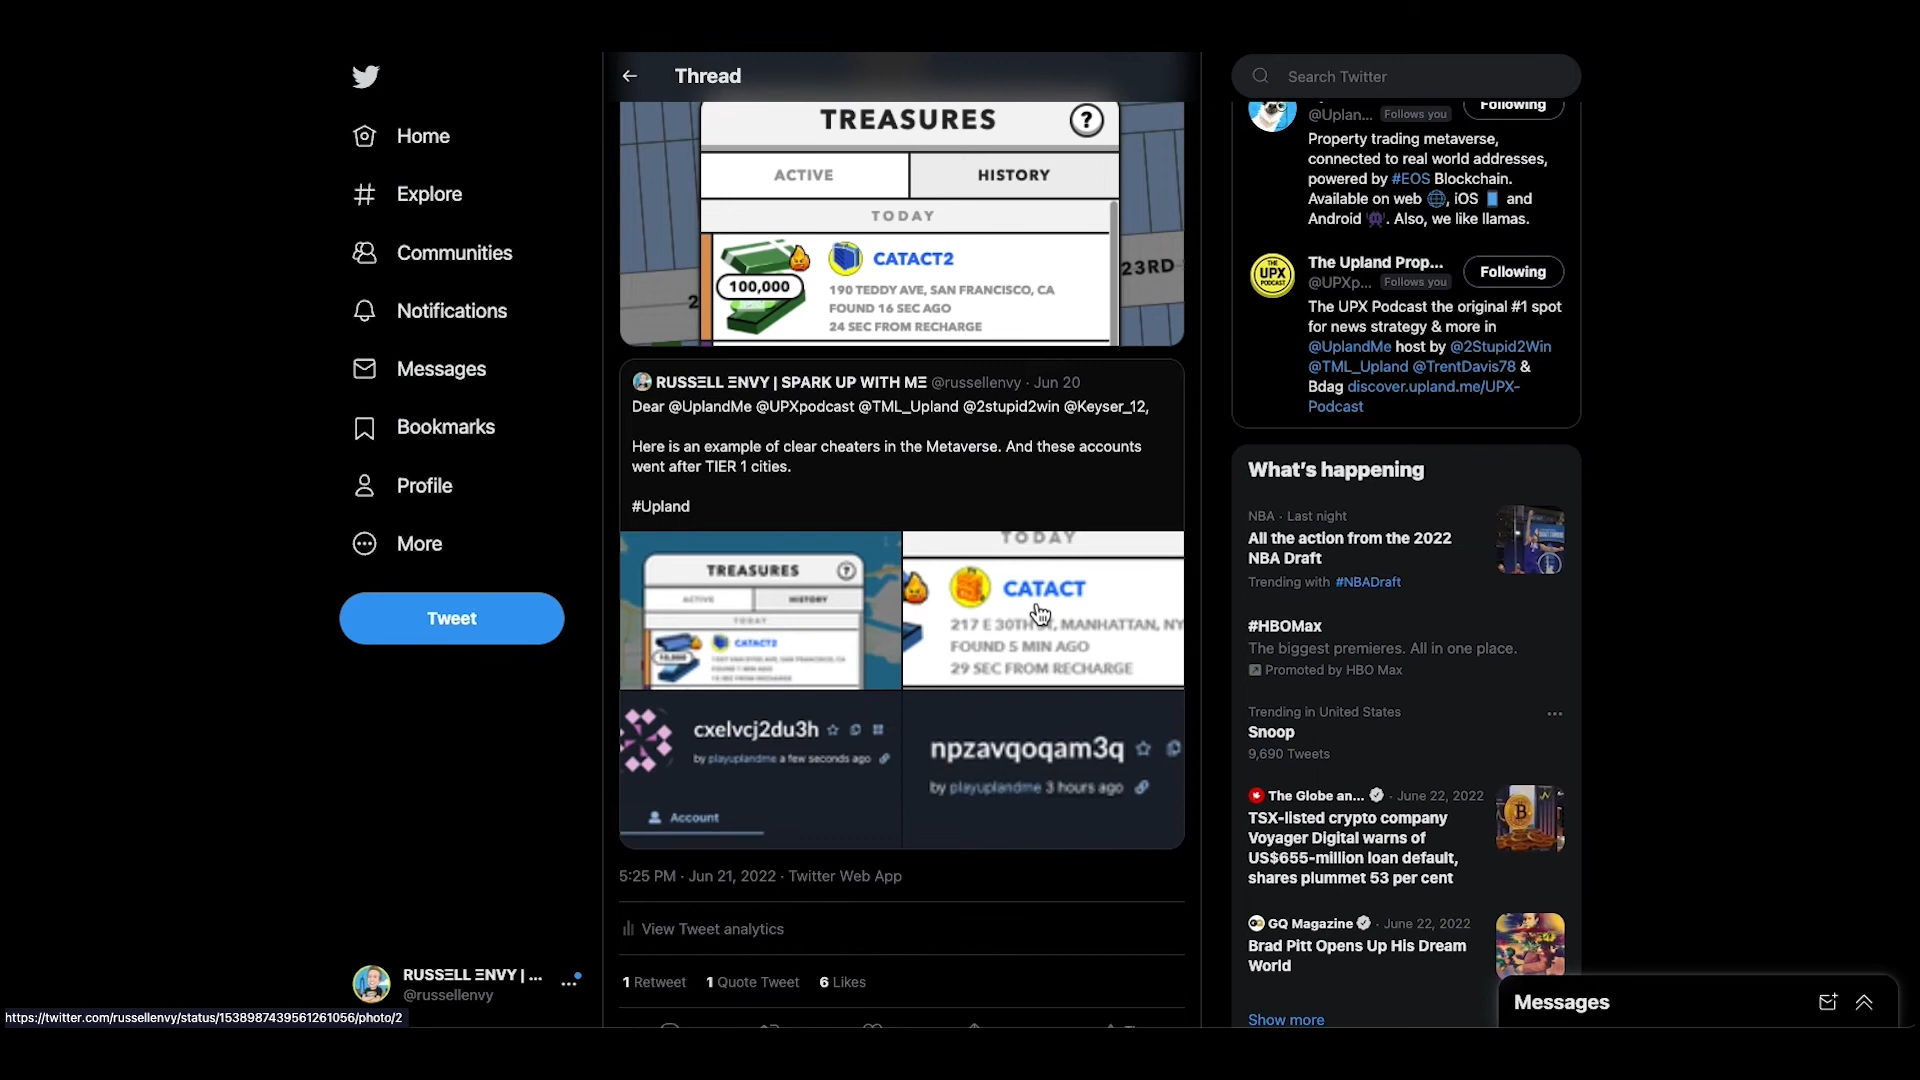 Home
Explore
Communities
Notifications
Messages
Bookmarks
Profile
More
Tweet
RUSSΞLL ΞNVY | ...
@russellenvy
https://twitter.com/russellenvy/status/1538987439561261056/photo/2
Thread
TREASURES
?
ACTIVE
HISTORY
TODAY
100,000
CATACT2
190 TEDDY AVE, SAN FRANCISCO, CA
FOUND 16 SEC AGO
24 SEC FROM RECHARGE
23RD
2
RUSSΞLL ΞNVY | SPARK UP WITH MΞ @russellenvy · Jun 20
Dear @UplandMe @UPXpodcast @TML_Upland @2stupid2win @Keyser_12,
Here is an example of clear cheaters in the Metaverse. And these accounts
went after TIER 1 cities.
#Upland
TREASURES
?
ACTIVE
HISTORY
TODAY
10,000
CATACT2
TODAY
CATACT
217 E 30TH ST, MANHATTAN, NY
FOUND 5 MIN AGO
29 SEC FROM RECHARGE
cxelvcj2du3h
by playuplandme a few seconds ago
Account
npzavqoqam3q
by playuplandme 3 hours ago
5:25 PM · Jun 21, 2022 · Twitter Web App
View Tweet analytics
1 Retweet 1 Quote Tweet 6 Likes
Search Twitter
@Uplan... Follows you
Following
Property trading metaverse,
connected to real world addresses,
powered by #EOS Blockchain.
Available on web 🌐, iOS 📱 and
Android 👾. Also, we like llamas.
THE
UPX
PODCAST
The Upland Prop...
@UPXp... Follows you
Following
The UPX Podcast the original #1 spot
for news strategy & more in
@UplandMe host by @2Stupid2Win
@TML_Upland @TrentDavis78 &
Bdag discover.upland.me/UPX-
Podcast
What's happening
NBA · Last night
All the action from the 2022
NBA Draft
Trending with #NBADraft
#HBOMax
The biggest premieres. All in one place.
Promoted by HBO Max
Trending in United States
Snoop
9,690 Tweets
The Globe an... · June 22, 2022
TSX-listed crypto company
Voyager Digital warns of
US$655-million loan default,
shares plummet 53 per cent
GQ Magazine · June 22, 2022
Brad Pitt Opens Up His Dream
World
Show more
Messages